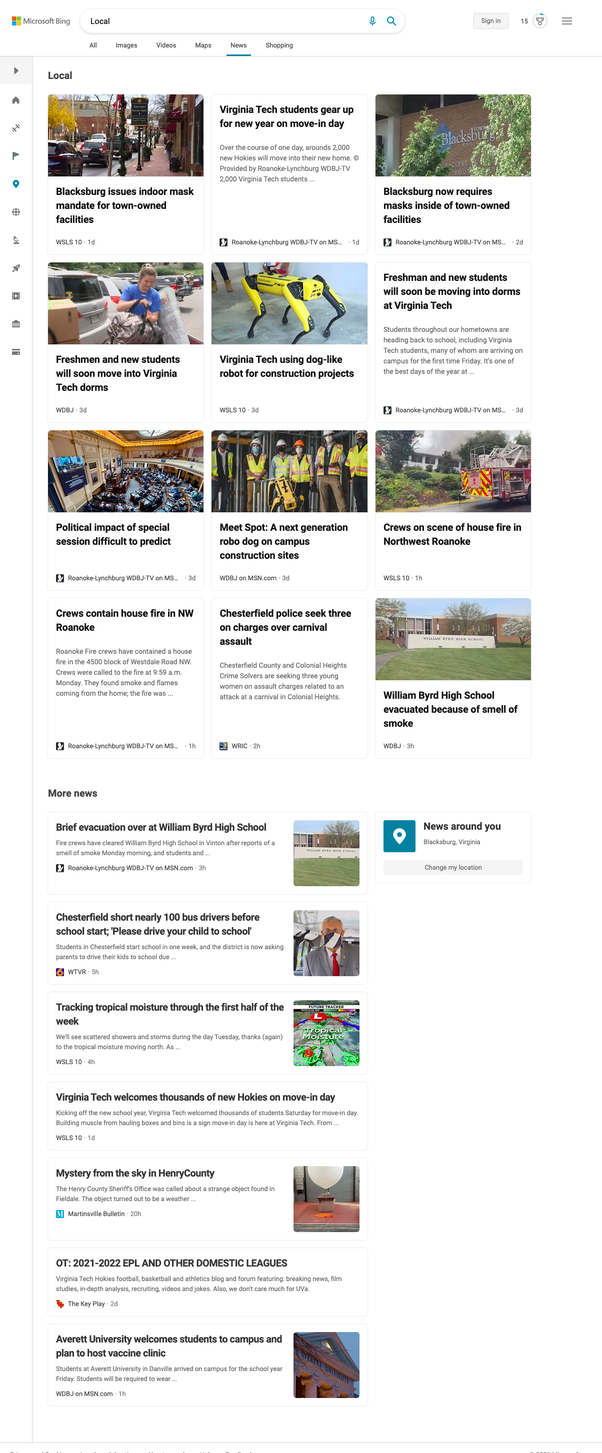 Microsoft Bing
Local
Sign in
15
All
Images
Videos
Maps
News
Shopping
Local
Blacksburg issues indoor mask
mandate for town-owned
facilities
WSLS 10 · 1d
Virginia Tech students gear up
for new year on move-in day
Over the course of one day, arounds 2,000
new Hokies will move into their new home. ©
Provided by Roanoke-Lynchburg WDBJ-TV
2,000 Virginia Tech students ...
Roanoke-Lynchburg WDBJ-TV on MS... · 1d
Blacksburg
Blacksburg now requires
masks inside of town-owned
facilities
Roanoke-Lynchburg WDBJ-TV on MS... · 2d
Freshmen and new students
will soon move into Virginia
Tech dorms
WDBJ · 3d
Virginia Tech using dog-like
robot for construction projects
WSLS 10 · 3d
Freshman and new students
will soon be moving into dorms
at Virginia Tech
Students throughout our hometowns are
heading back to school, including Virginia
Tech students, many of whom are arriving on
campus for the first time Friday. It's one of
the best days of the year at ...
Roanoke-Lynchburg WDBJ-TV on MS... · 3d
Political impact of special
session difficult to predict
Roanoke-Lynchburg WDBJ-TV on MS... · 3d
Meet Spot: A next generation
robo dog on campus
construction sites
WDBJ on MSN.com · 3d
Crews on scene of house fire in
Northwest Roanoke
WSLS 10 · 1h
Crews contain house fire in NW
Roanoke
Roanoke Fire crews have contained a house
fire in the 4500 block of Westdale Road NW.
Crews were called to the fire at 9:59 a.m.
Monday. They found smoke and flames
coming from the home; the fire was ...
Roanoke-Lynchburg WDBJ-TV on MS... · 1h
Chesterfield police seek three
on charges over carnival
assault
Chesterfield County and Colonial Heights
Crime Solvers are seeking three young
women on assault charges related to an
attack at a carnival in Colonial Heights.
WRIC · 2h
WILLIAM BYRD HIGH SCHOOL
William Byrd High School
evacuated because of smell of
smoke
WDBJ · 3h
More news
Brief evacuation over at William Byrd High School
Fire crews have cleared William Byrd High School in Vinton after reports of a
smell of smoke Monday morning, and students and ...
Roanoke-Lynchburg WDBJ-TV on MSN.com · 3h
WILLIAM BYRD HIGH SCHOOL
News around you
Blacksburg, Virginia
Change my location
Chesterfield short nearly 100 bus drivers before
school start; 'Please drive your child to school'
Students in Chesterfield start school in one week, and the district is now asking
parents to drive their kids to school due ...
WTVR · 5h
Tracking tropical moisture through the first half of the
week
We'll see scattered showers and storms during the day Tuesday, thanks (again)
to the tropical moisture moving north. As ...
WSLS 10 · 4h
FUTURE TRACKER
L
Tropical
Moisture
Virginia Tech welcomes thousands of new Hokies on move-in day
Kicking off the new school year, Virginia Tech welcomed thousands of students Saturday for move-in day.
Building muscle from hauling boxes and bins is a sign move-in day is here at Virginia Tech. From ...
WSLS 10 · 1d
Mystery from the sky in HenryCounty
The Henry County Sheriff's Office was called about a strange object found in
Fieldale. The object turned out to be a weather ...
Martinsville Bulletin · 20h
OT: 2021-2022 EPL AND OTHER DOMESTIC LEAGUES
Virginia Tech Hokies football, basketball and athletics blog and forum featuring: breaking news, film
studies, in-depth analysis, recruiting, videos and jokes. Also, we don't care much for UVa.
The Key Play · 2d
Averett University welcomes students to campus and
plan to host vaccine clinic
Students at Averett University in Danville arrived on campus for the school year
Friday. Students will be required to wear ...
WDBJ on MSN.com · 1h